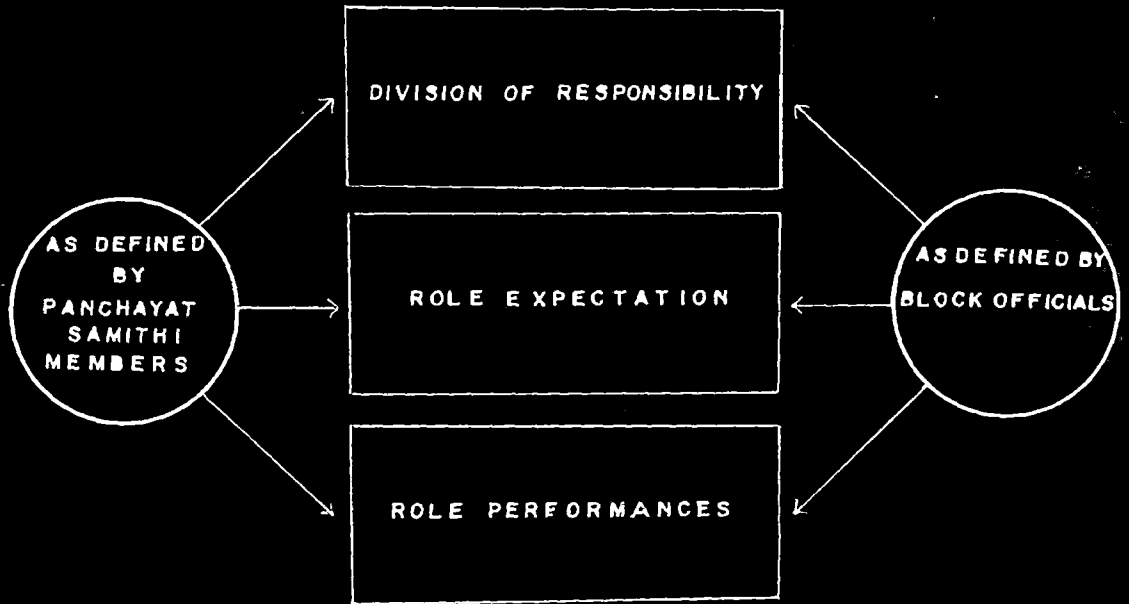 DIVISION OF RESPONSIBILITY
AS DEFINED
BY
PANCHAYAT
SAMITHI
MEMBERS
ROLE EXPECTATION
AS DEFINED BY
BLOCK OFFICIALS
ROLE PERFORMANCES